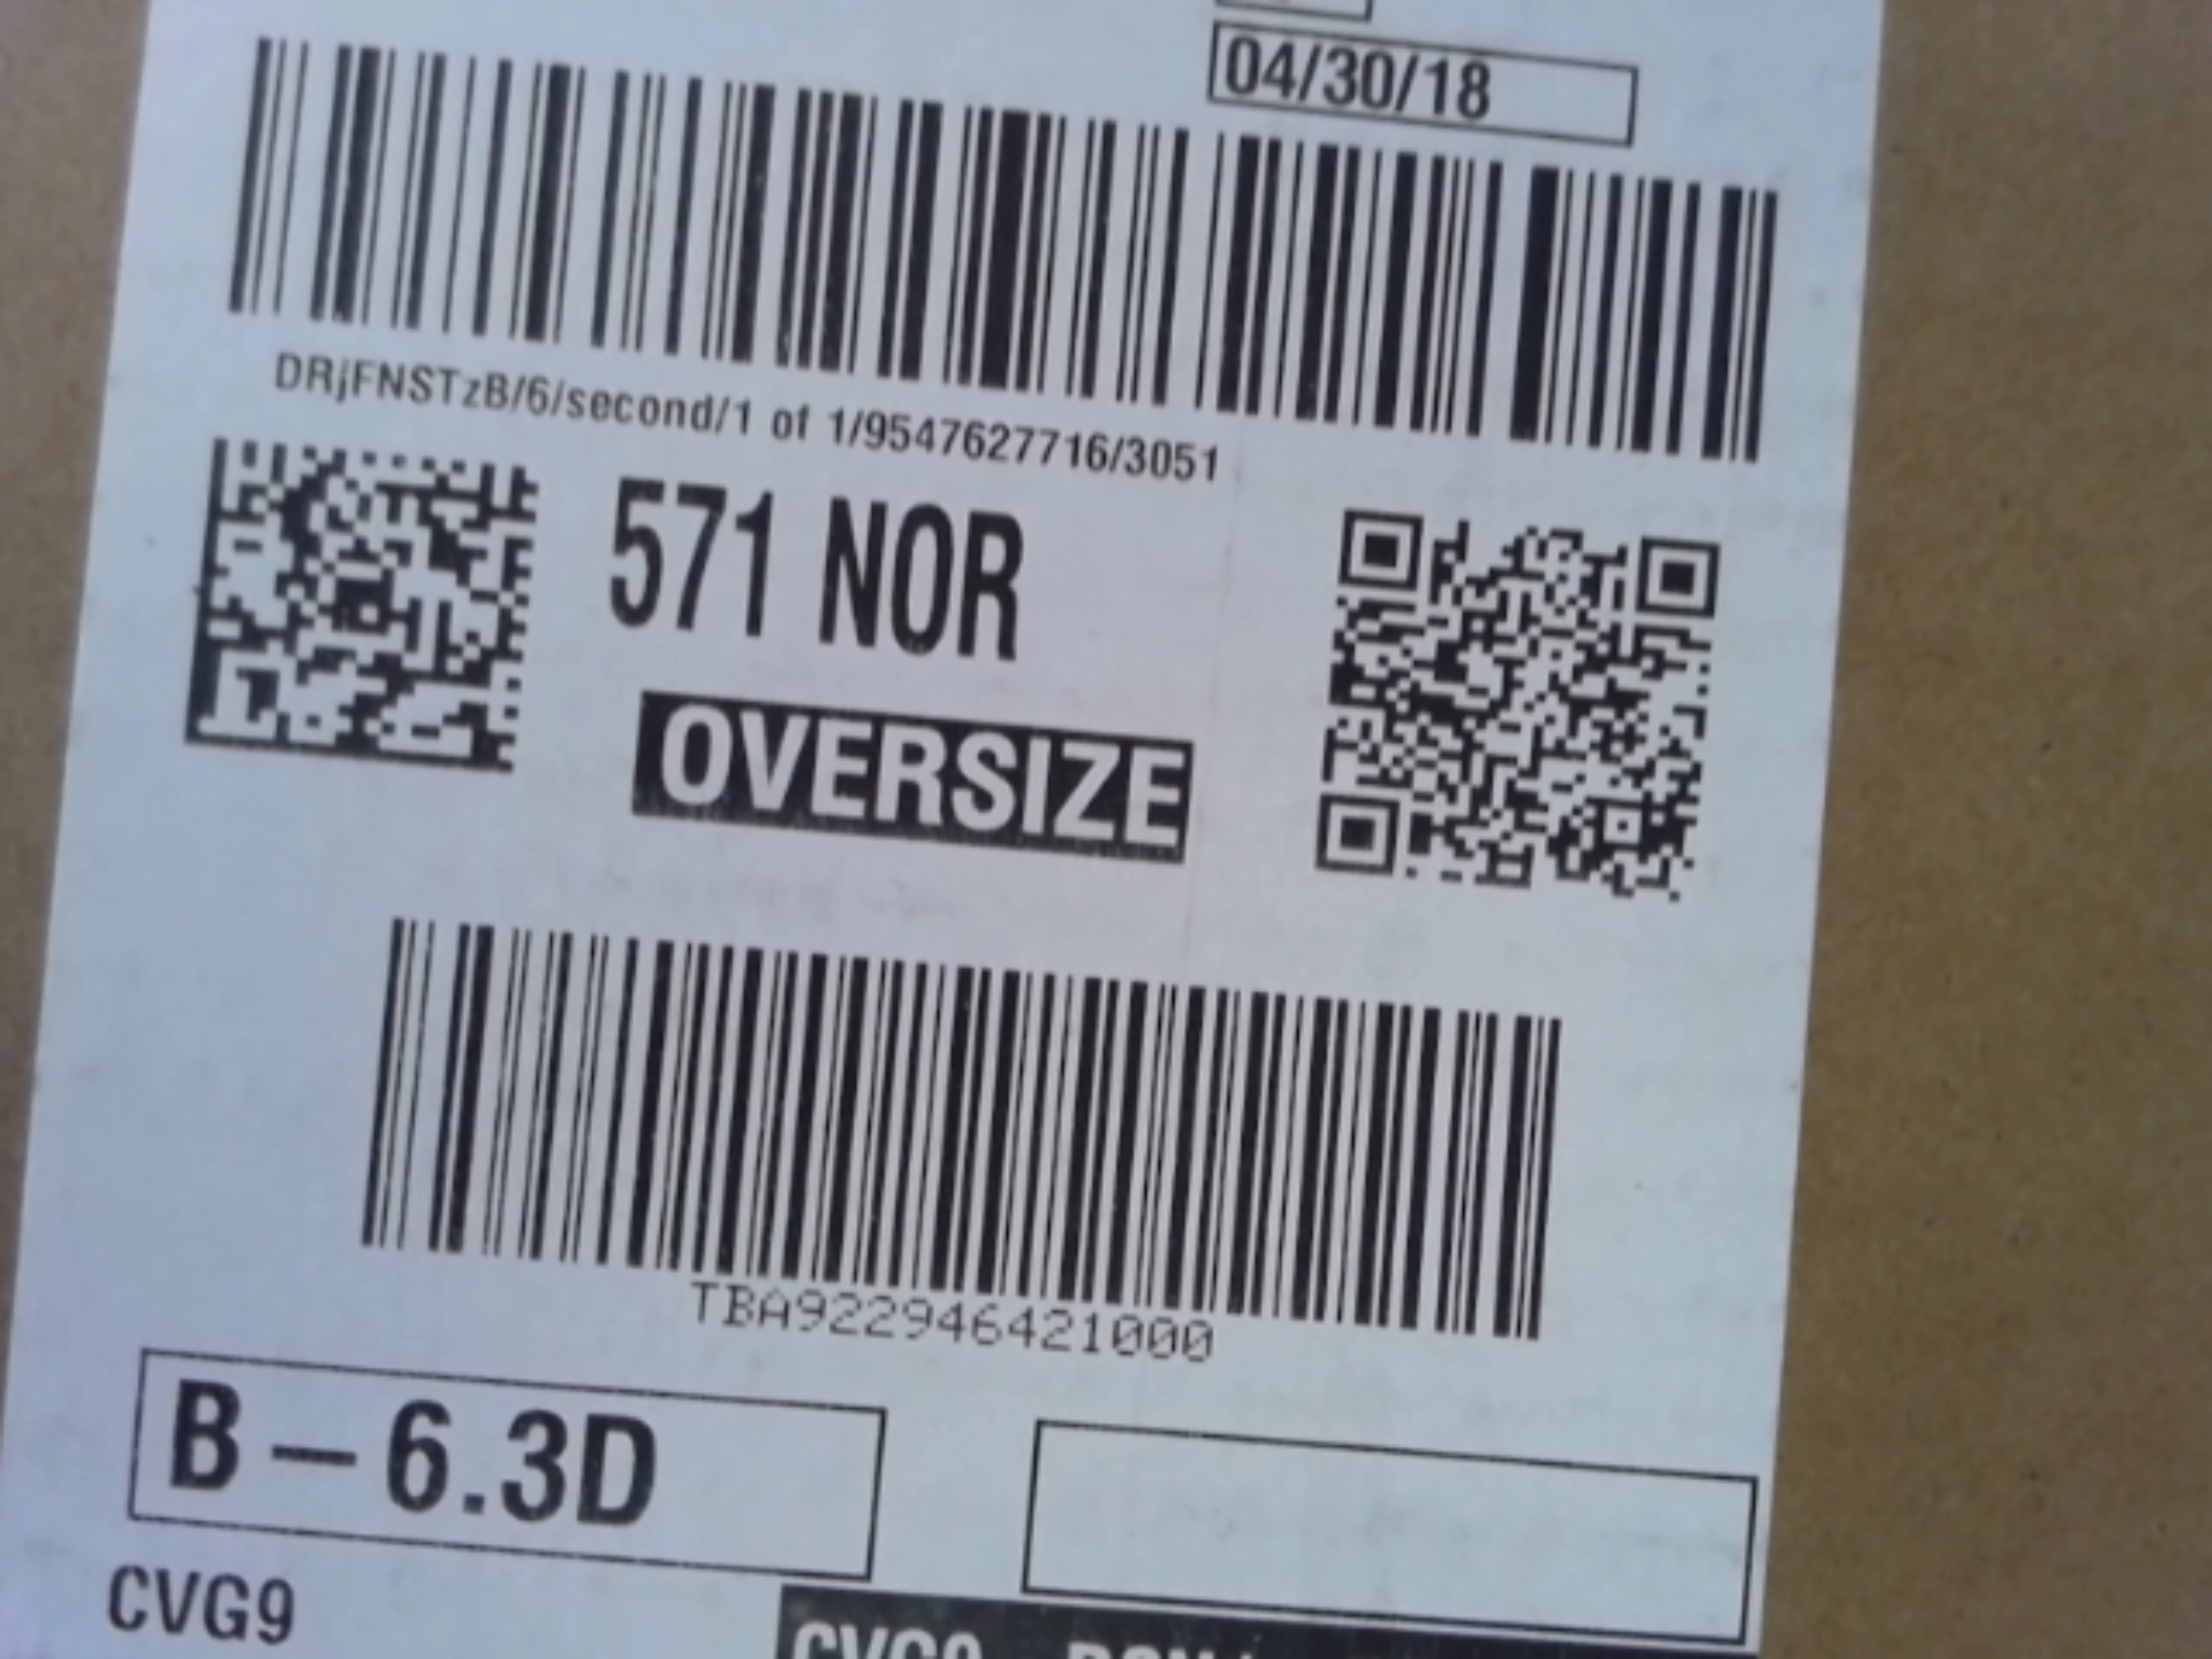 04/30/18
DRjFNSTzB/6/second/1 of 1/9547627716/3051
571 NOR
OVERSIZE
TBA922946421000
B – 6.3D
CVG9